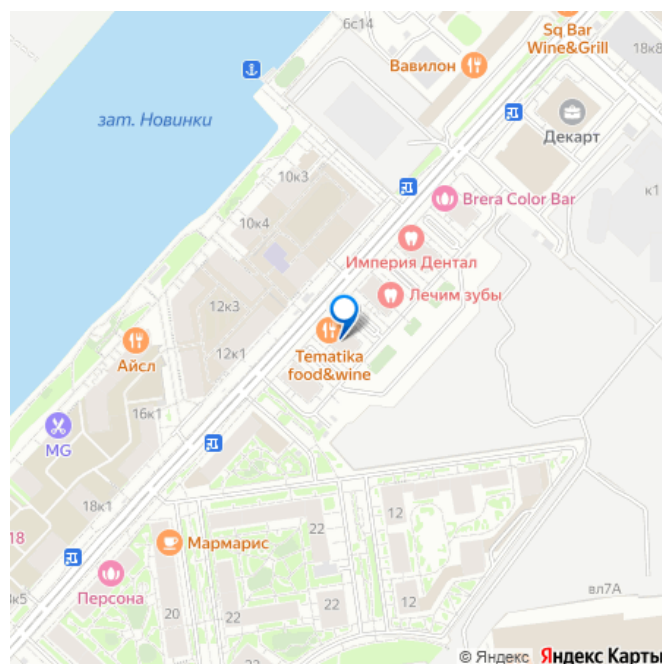 6с14
Sq Bar
Wine&Grill
18к8
Вавилон
Декарт
зат. Новинки
10к3
к1
Brera Color Bar
10к4
Империя Дентал
Лечим зубы
12к3
Tematika
food&wine
12к1
Айсл
16к1
MG
18к1
18
22
12
Мармарис
Персона
20
22
22
12
вл7А
к5
© Яндекс Яндекс Карты